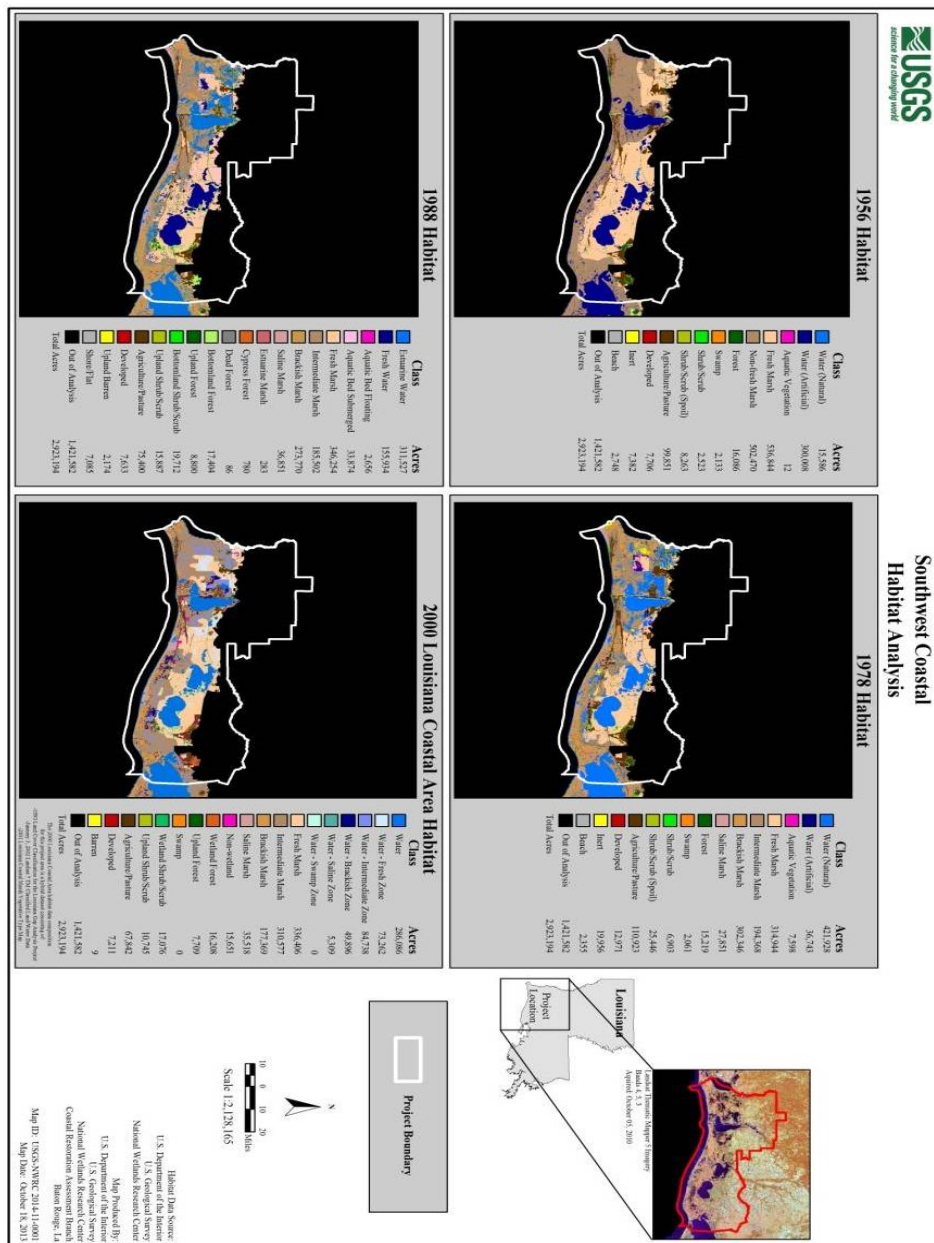 USGS
science for a changing world
Southwest Coastal
Habitat Analysis
1956 Habitat
Class Acres
Water (Natural) 15,586
Water (Artificial) 300,008
Aquatic Vegetation 12
Fresh Marsh 536,844
Non-fresh Marsh 502,470
Forest 16,086
Swamp 2,133
Shrub/Scrub 2,523
Shrub/Scrub (Spoil) 8,263
Agriculture/Pasture 99,851
Developed 7,706
Inert 7,382
Beach 2,748
Out of Analysis 1,421,582
Total Acres 2,923,194
1978 Habitat
Class Acres
Water (Natural) 421,928
Water (Artificial) 36,743
Aquatic Vegetation 7,598
Fresh Marsh 314,944
Intermediate Marsh 194,368
Brackish Marsh 302,346
Saline Marsh 27,851
Forest 15,219
Swamp 2,061
Shrub/Scrub 6,903
Shrub/Scrub (Spoil) 25,446
Agriculture/Pasture 110,923
Developed 12,971
Inert 19,956
Beach 2,355
Out of Analysis 1,421,582
Total Acres 2,923,194
1988 Habitat
Class Acres
Estuarine Water 311,527
Fresh Water 155,934
Aquatic Bed Floating 2,656
Aquatic Bed Submerged 33,874
Fresh Marsh 346,254
Intermediate Marsh 185,502
Brackish Marsh 273,770
Saline Marsh 36,851
Estuarine Marsh 283
Cypress Forest 780
Dead Forest 86
Bottomland Forest 17,404
Upland Forest 8,800
Bottomland Shrub/Scrub 19,712
Upland Shrub/Scrub 15,887
Agriculture/Pasture 75,400
Developed 7,633
Upland Barren 2,174
Shore/Flat 7,085
Out of Analysis 1,421,582
Total Acres 2,923,194
2000 Louisiana Coastal Area Habitat
Class Acres
Water 286,086
Water - Fresh Zone 73,262
Water - Intermediate Zone 84,738
Water - Brackish Zone 49,896
Water - Saline Zone 5,309
Water - Swamp Zone 0
Fresh Marsh 336,406
Intermediate Marsh 310,577
Brackish Marsh 177,369
Saline Marsh 35,518
Non-wetland 15,651
Wetland Forest 16,208
Upland Forest 7,709
Swamp 0
Wetland Shrub/Scrub 17,076
Upland Shrub/Scrub 10,745
Agriculture/Pasture 67,842
Developed 7,211
Barren 9
Out of Analysis 1,421,582
Total Acres 2,923,194
Landsat Thematic Mapper 5 Imagery
Bands 4, 5, 3
Aquired: October 05, 2010
Louisiana
Project
Location
Project Boundary
N
10 0 10 20
Miles
Scale 1:2,128,165
Habitat Data Source:
U.S. Department of the Interior
U.S. Geological Survey
National Wetlands Research Center
Map Produced By:
U.S. Department of the Interior
U.S. Geological Survey
National Wetlands Research Center
Coastal Restoration Assessment Branch
Baton Rouge, La
Map ID: USGS-NWRC 2014-11-0001
Map Date: October 18, 2013